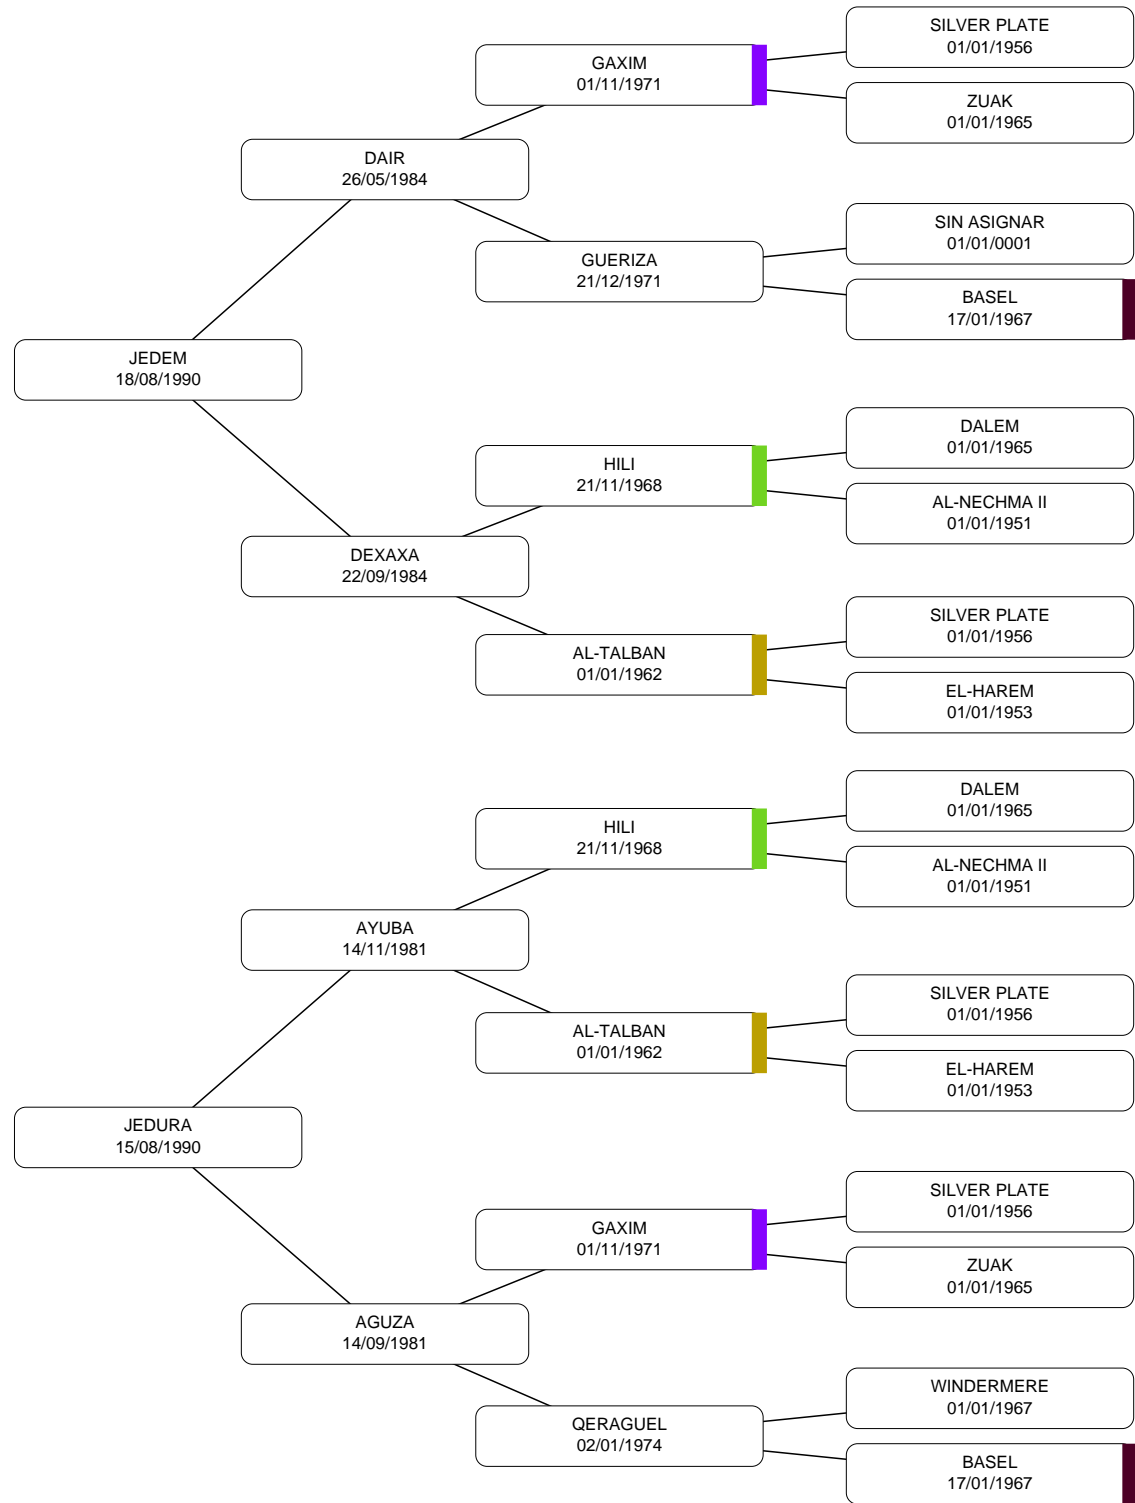 SILVER PLATE
01/01/1956
GAXIM
01/11/1971
ZUAK
01/01/1965
DAIR
26/05/1984
SIN ASIGNAR
01/01/0001
GUERIZA
21/12/1971
BASEL
17/01/1967
JEDEM
18/08/1990
DALEM
01/01/1965
HILI
21/11/1968
AL-NECHMA II
01/01/1951
DEXAXA
22/09/1984
SILVER PLATE
01/01/1956
AL-TALBAN
01/01/1962
EL-HAREM
01/01/1953
DALEM
01/01/1965
HILI
21/11/1968
AL-NECHMA II
01/01/1951
AYUBA
14/11/1981
SILVER PLATE
01/01/1956
AL-TALBAN
01/01/1962
EL-HAREM
01/01/1953
JEDURA
15/08/1990
SILVER PLATE
01/01/1956
GAXIM
01/11/1971
ZUAK
01/01/1965
AGUZA
14/09/1981
WINDERMERE
01/01/1967
QERAGUEL
02/01/1974
BASEL
17/01/1967